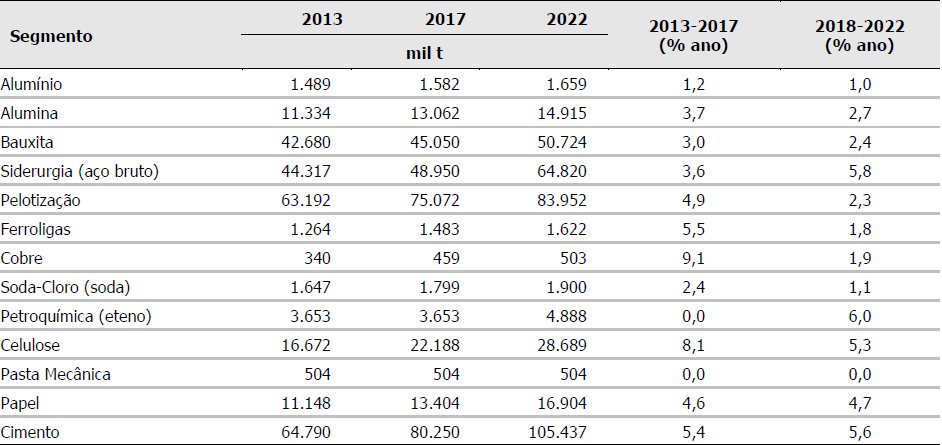 Segmento 2013 2017 2022 2013-2017 (% ano) 2018-2022 (% ano)
mil t
Alumínio 1.489 1.582 1.659 1,2 1,0
Alumina 11.334 13.062 14.915 3,7 2,7
Bauxita 42.680 45.050 50.724 3,0 2,4
Siderurgia (aço bruto) 44.317 48.950 64.820 3,6 5,8
Pelotização 63.192 75.072 83.952 4,9 2,3
Ferroligas 1.264 1.483 1.622 5,5 1,8
Cobre 340 459 503 9,1 1,9
Soda-Cloro (soda) 1.647 1.799 1.900 2,4 1,1
Petroquímica (eteno) 3.653 3.653 4.888 0,0 6,0
Celulose 16.672 22.188 28.689 8,1 5,3
Pasta Mecânica 504 504 504 0,0 0,0
Papel 11.148 13.404 16.904 4,6 4,7
Cimento 64.790 80.250 105.437 5,4 5,6